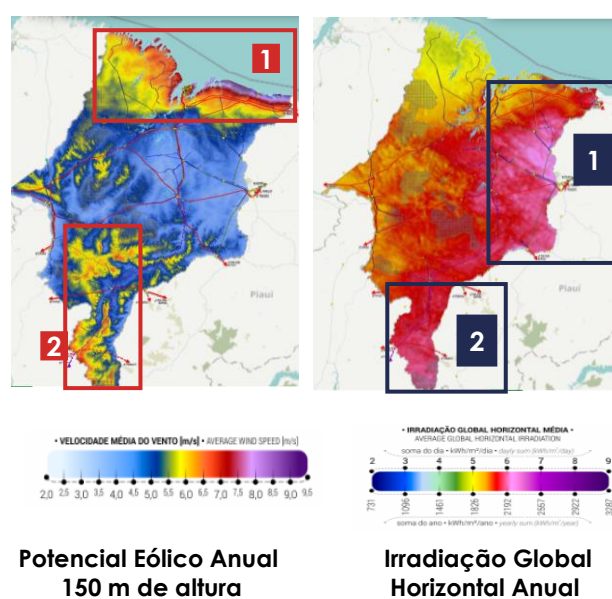 1
2
Piauí
1
2
Piauí
• VELOCIDADE MÉDIA DO VENTO [m/s] • AVERAGE WIND SPEED [m/s]
2,0 2,5 3,0 3,5 4,0 4,5 5,0 5,5 6,0 6,5 7,0 7,5 8,0 8,5 9,0 9,5
• IRRADIAÇÃO GLOBAL HORIZONTAL MÉDIA •
AVERAGE GLOBAL HORIZONTAL IRRADIATION
soma do dia • kWh/m²/dia • dayly sum (kWh/m²/day)
2 3 4 5 6 7 8 9
731 1096 1461 1826 2192 2557 2922 3287
soma do ano • kWh/m²/ano • yearly sum (kWh/m²/year)
Potencial Eólico Anual
150 m de altura
Irradiação Global
Horizontal Anual